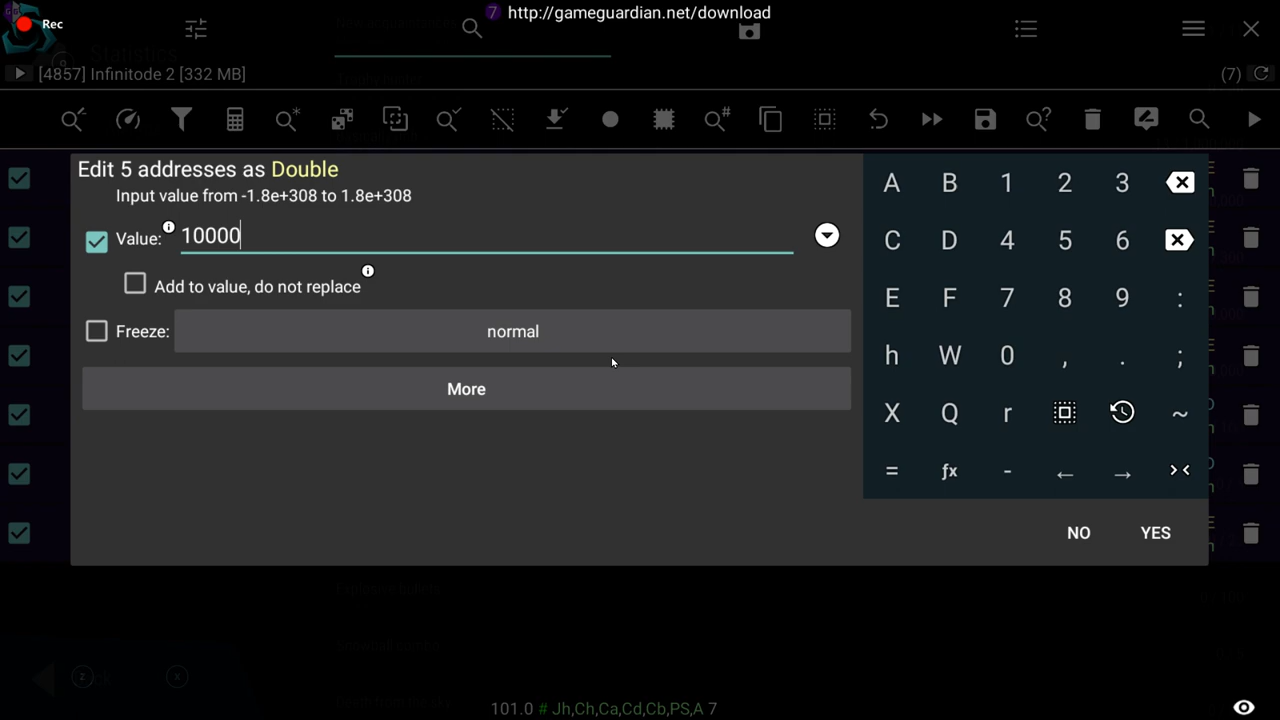 7 http://gameguardian.net/download
Rec
Statistics
[4857] Infinitode 2 [332 MB]
(7)
Edit 5 addresses as Double
Input value from -1.8e+308 to 1.8e+308
Value: 10000
Add to value, do not replace
Freeze: normal
More
A B 1 2 3
C D 4 5 6
E F 7 8 9 :
h W 0 , . ;
X Q r ~
= ƒx - ← → ><
NO YES
z x
101.0 # Jh,Ch,Ca,Cd,Cb,PS,A 7